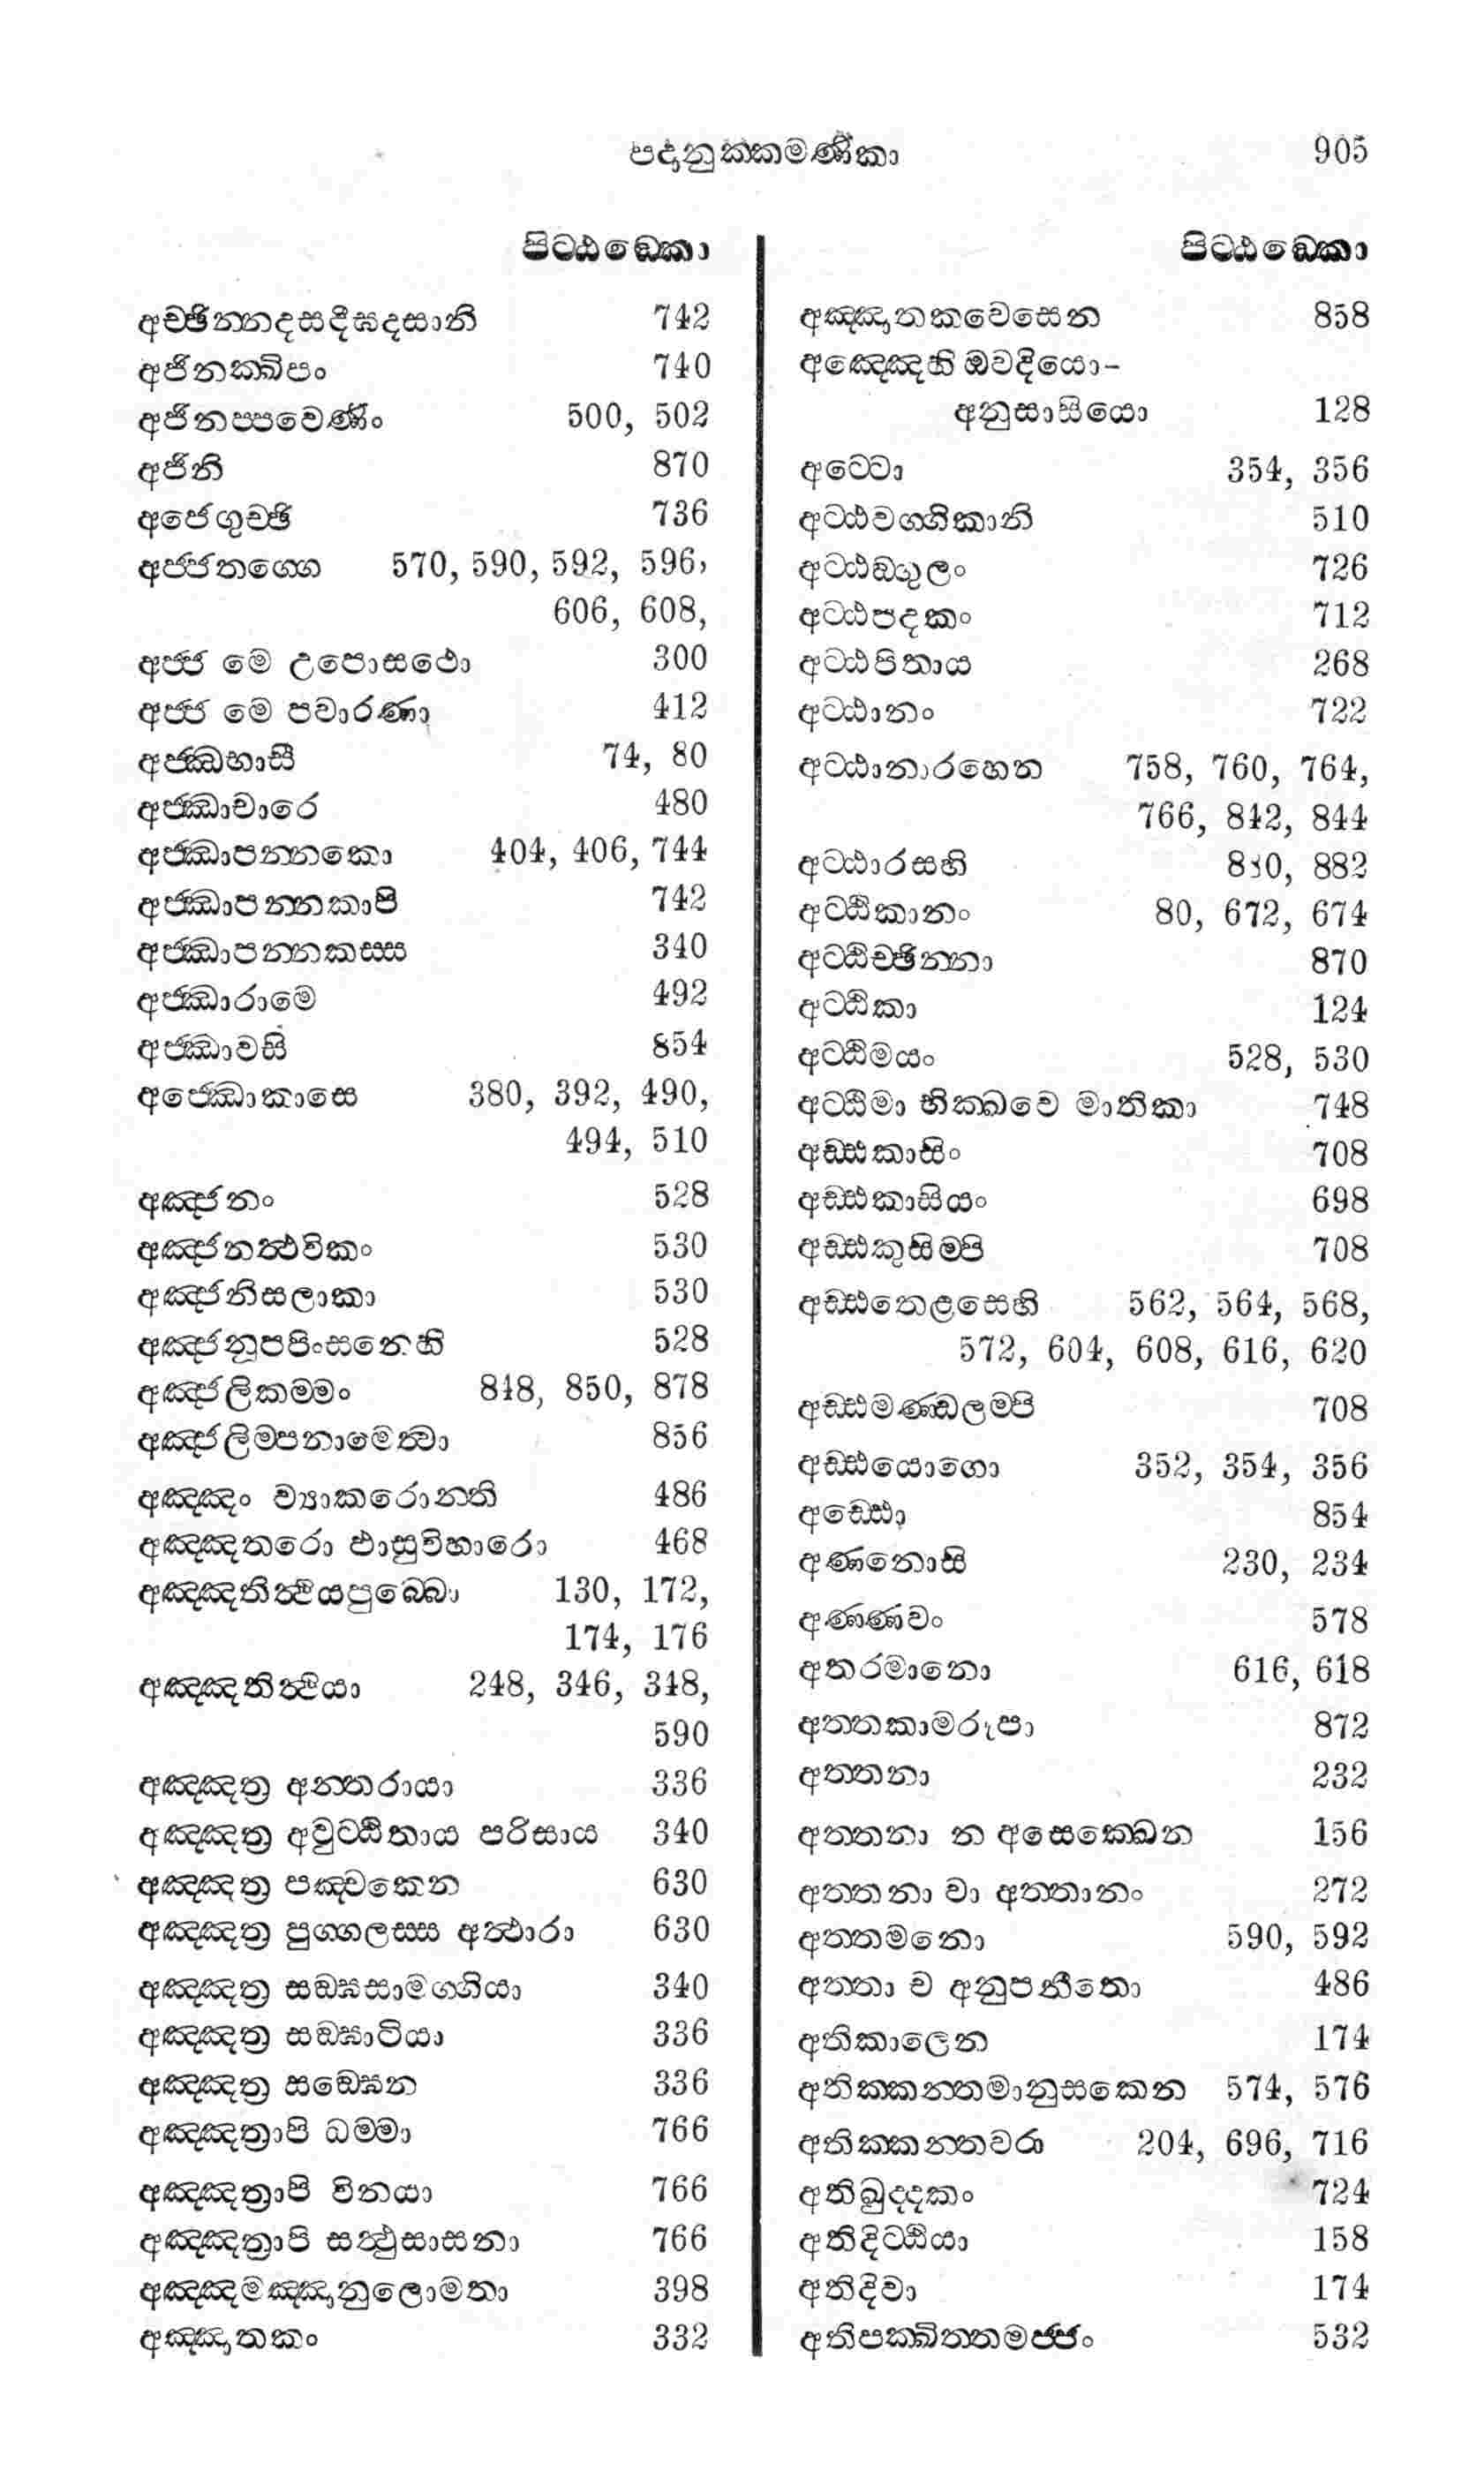 පදානුක්කමණිකා 905
පිට්ඨඞ්කො
අච්ඡින්නදසදීඝදසානි 742
අජිනක්ඛිපං 740
අජිනප්පවෙණිං 500, 502
අජිනි 870
අජෙගුච්ඡි 736
අජ්ජතග්ගෙ 570, 590, 592, 596,
606, 608,
අජ්ජ මෙ උපොසථො 300
අජ්ජ මෙ පවාරණා 412
අජ්ඣභාසී 74, 80
අජ්ඣාචාරෙ 480
අජ්ඣාපන්නකො 404, 406, 744
අජ්ඣාපන්නකාපි 742
අජ්ඣාපන්නකස්ස 340
අජ්ඣාරාමෙ 492
අජ්ඣාවසි 854
අජ්ඣොකාසෙ 380, 392, 490,
494, 510
අඤ්ජනං 528
අඤ්ජනත්ථවිකං 530
අඤ්ජනිසලාකා 530
අඤ්ජනූපපිංසනෙහි 528
අඤ්ජලිකම්මං 848, 850, 878
අඤ්ජලිම්පනාමෙත්වා 856
අඤ්ඤං ව්‍යාකරොන්ති 486
අඤ්ඤතරො ඵාසුවිහාරො 468
අඤ්ඤතිත්ථියපුබ්බො 130, 172,
174, 176
අඤ්ඤතිත්ථියා 248, 346, 348,
590
අඤ්ඤත්‍ර අන්තරායා 336
අඤ්ඤත්‍ර අවුට්ඨිතාය පරිසාය 340
අඤ්ඤත්‍ර පඤ්චකෙන 630
අඤ්ඤත්‍ර පුග්ගලස්ස අත්ථාරා 630
අඤ්ඤත්‍ර සඞ්ඝසාමග්ගියා 340
අඤ්ඤත්‍ර සඞ්ඝාටියා 336
අඤ්ඤත්‍ර සඞ්ඝෙන 336
අඤ්ඤත්‍රාපි ධම්මා 766
අඤ්ඤත්‍රාපි විනයා 766
අඤ්ඤත්‍රාපි සත්ථුසාසනා 766
අඤ්ඤමඤ්ඤානුලොමතා 398
අඤ්ඤාතකං 332
පිට්ඨඞ්කො
අඤ්ඤාතකවෙසෙන 858
අඤ්ඤෙහි ඔවදියො-
අනුසාසියො 128
අට්ටො 354, 356
අට්ඨවග්ගිකානි 510
අට්ඨඞ්ගුලං 726
අට්ඨපදකං 712
අට්ඨපිතාය 268
අට්ඨානං 722
අට්ඨානාරහෙන 758, 760, 764,
766, 842, 844
අට්ඨාරසහි 880, 882
අට්ඨිකානං 80, 672, 674
අට්ඨිච්ඡින්නා 870
අට්ඨිකා 124
අට්ඨිමයං 528, 530
අට්ඨිමා භික්ඛවෙ මාතිකා 748
අඩ්ඪකාසිං 708
අඩ්ඪකාසියං 698
අඩ්ඪකුසිම්පි 708
අඩ්ඪතෙළසෙහි 562, 564, 568,
572, 604, 608, 616, 620
අඩ්ඪමණ්ඩලම්පි 708
අඩ්ඪයොගො 352, 354, 356
අඩ්ඪො 854
අණනොසි 230, 234
අණ්ණවං 578
අතරමානො 616, 618
අත්තකාමරූපා 872
අත්තනා 232
අත්තනා න අසෙක්ඛෙන 156
අත්තනා වා අත්තානං 272
අත්තමනො 590, 592
අත්තා ච අනුපනීතො 486
අතිකාලෙන 174
අතික්කන්තමානුසකෙන 574, 576
අතික්කන්තවරා 204, 696, 716
අතිඛුද්දකං 724
අතිදිට්ඨියා 158
අතිදිවා 174
අතිපක්ඛිත්තමජ්ජං 532